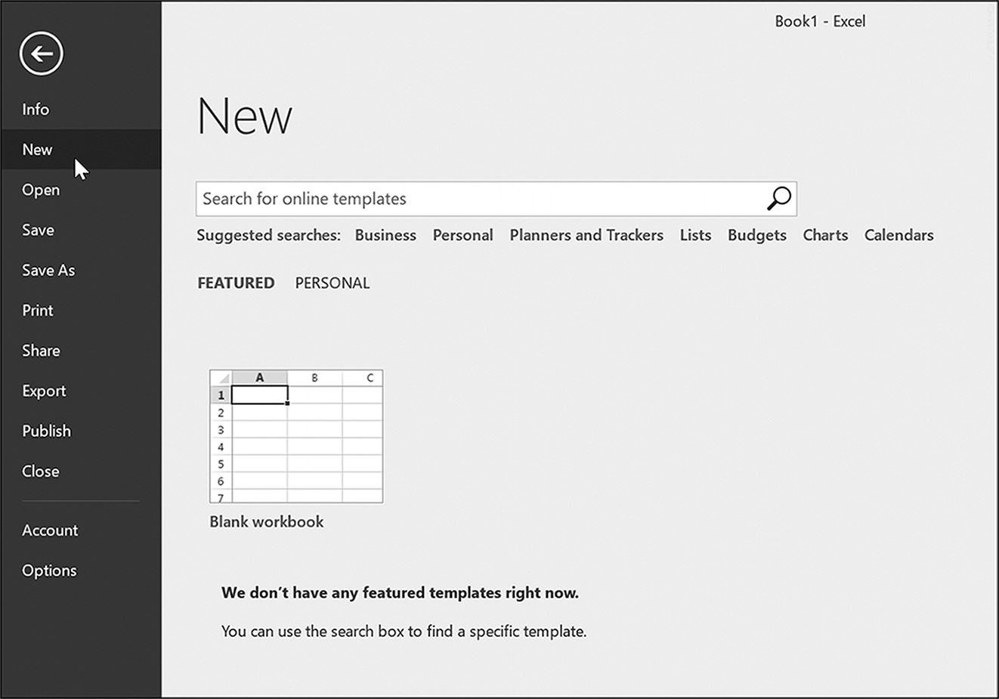 Book1 - Excel
Info
New
Open
Save
Save As
Print
Share
Export
Publish
Close
Account
Options
New
Search for online templates
Suggested searches: Business Personal Planners and Trackers Lists Budgets Charts Calendars
FEATURED PERSONAL
A B C
1
2
3
4
5
6
7
Blank workbook
We don’t have any featured templates right now.
You can use the search box to find a specific template.